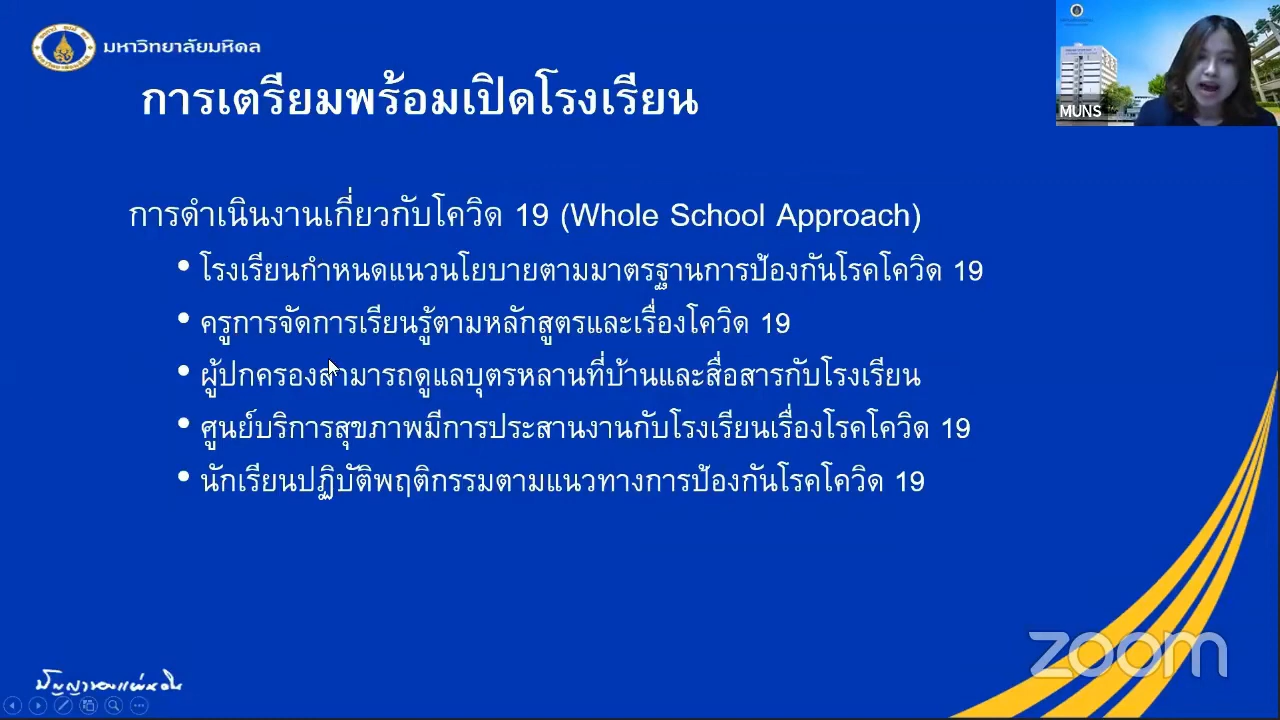 มหาวิทยาลัยมหิดล
การเตรียมพร้อมเปิดโรงเรียน
MUNS
การดำเนินงานเกี่ยวกับโควิด 19 (Whole School Approach)
• โรงเรียนกำหนดแนวนโยบายตามมาตรฐานการป้องกันโรคโควิด 19
• ครูการจัดการเรียนรู้ตามหลักสูตรและเรื่องโควิด 19
• ผู้ปกครองสามารถดูแลบุตรหลานที่บ้านและสื่อสารกับโรงเรียน
• ศูนย์บริการสุขภาพมีการประสานงานกับโรงเรียนเรื่องโรคโควิด 19
• นักเรียนปฏิบัติพฤติกรรมตามแนวทางการป้องกันโรคโควิด 19
zoom
ปัญญาของแผ่นดิน